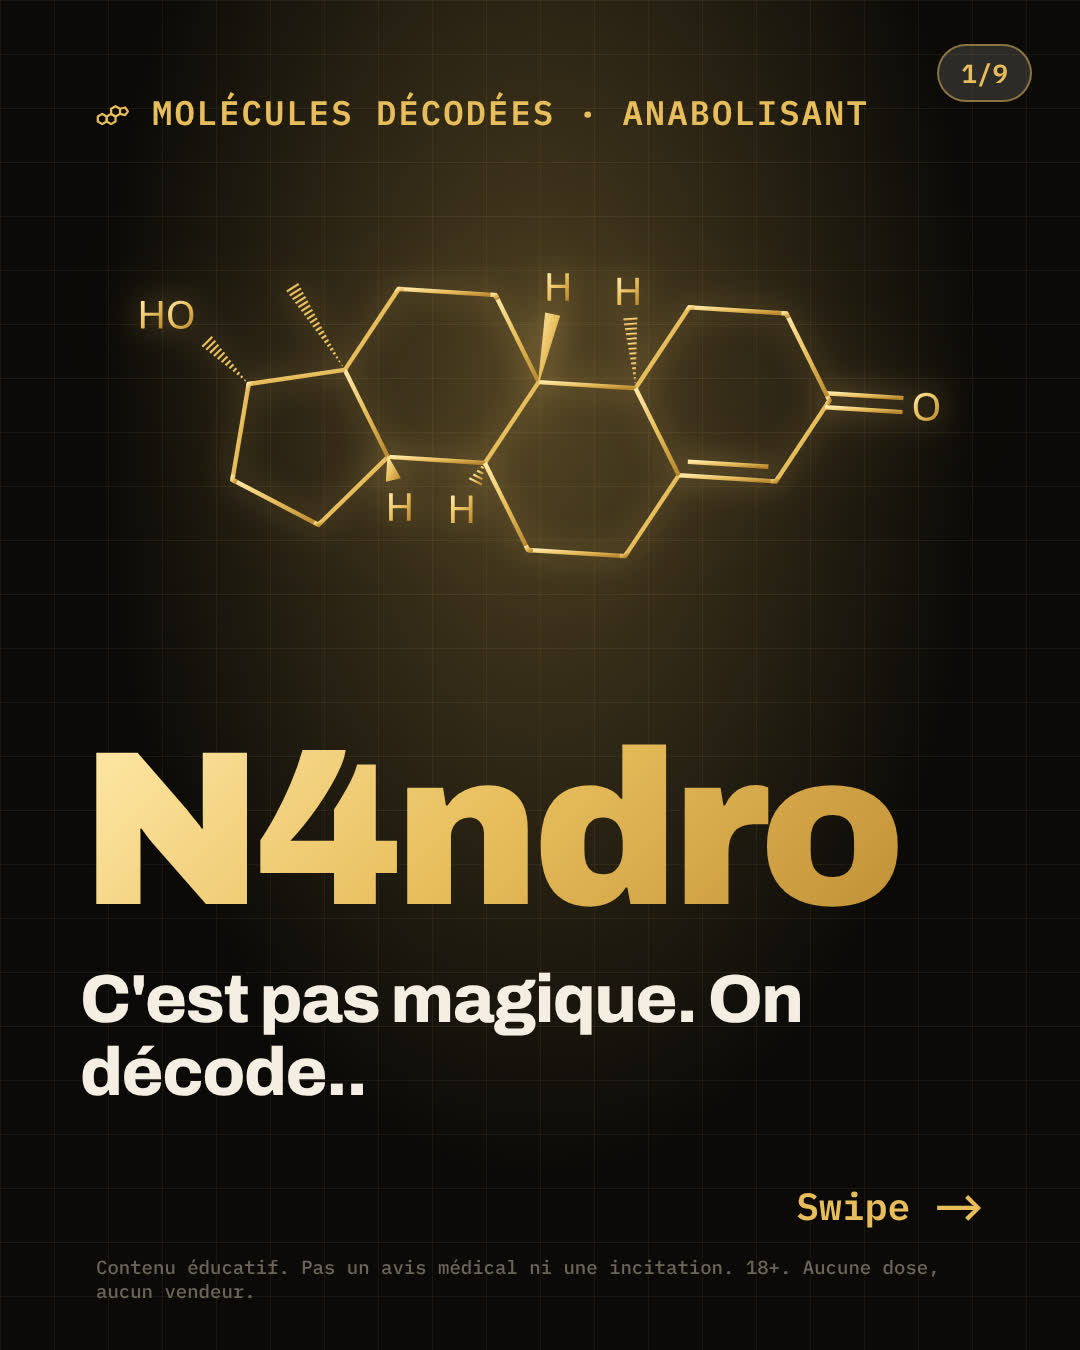 1/9
MOLÉCULES DÉCODÉES · ANABOLISANT
H H
HO
O
H H
N4ndro
C'est pas magique. On
décode..
Swipe →
Contenu éducatif. Pas un avis médical ni une incitation. 18+. Aucune dose,
aucun vendeur.